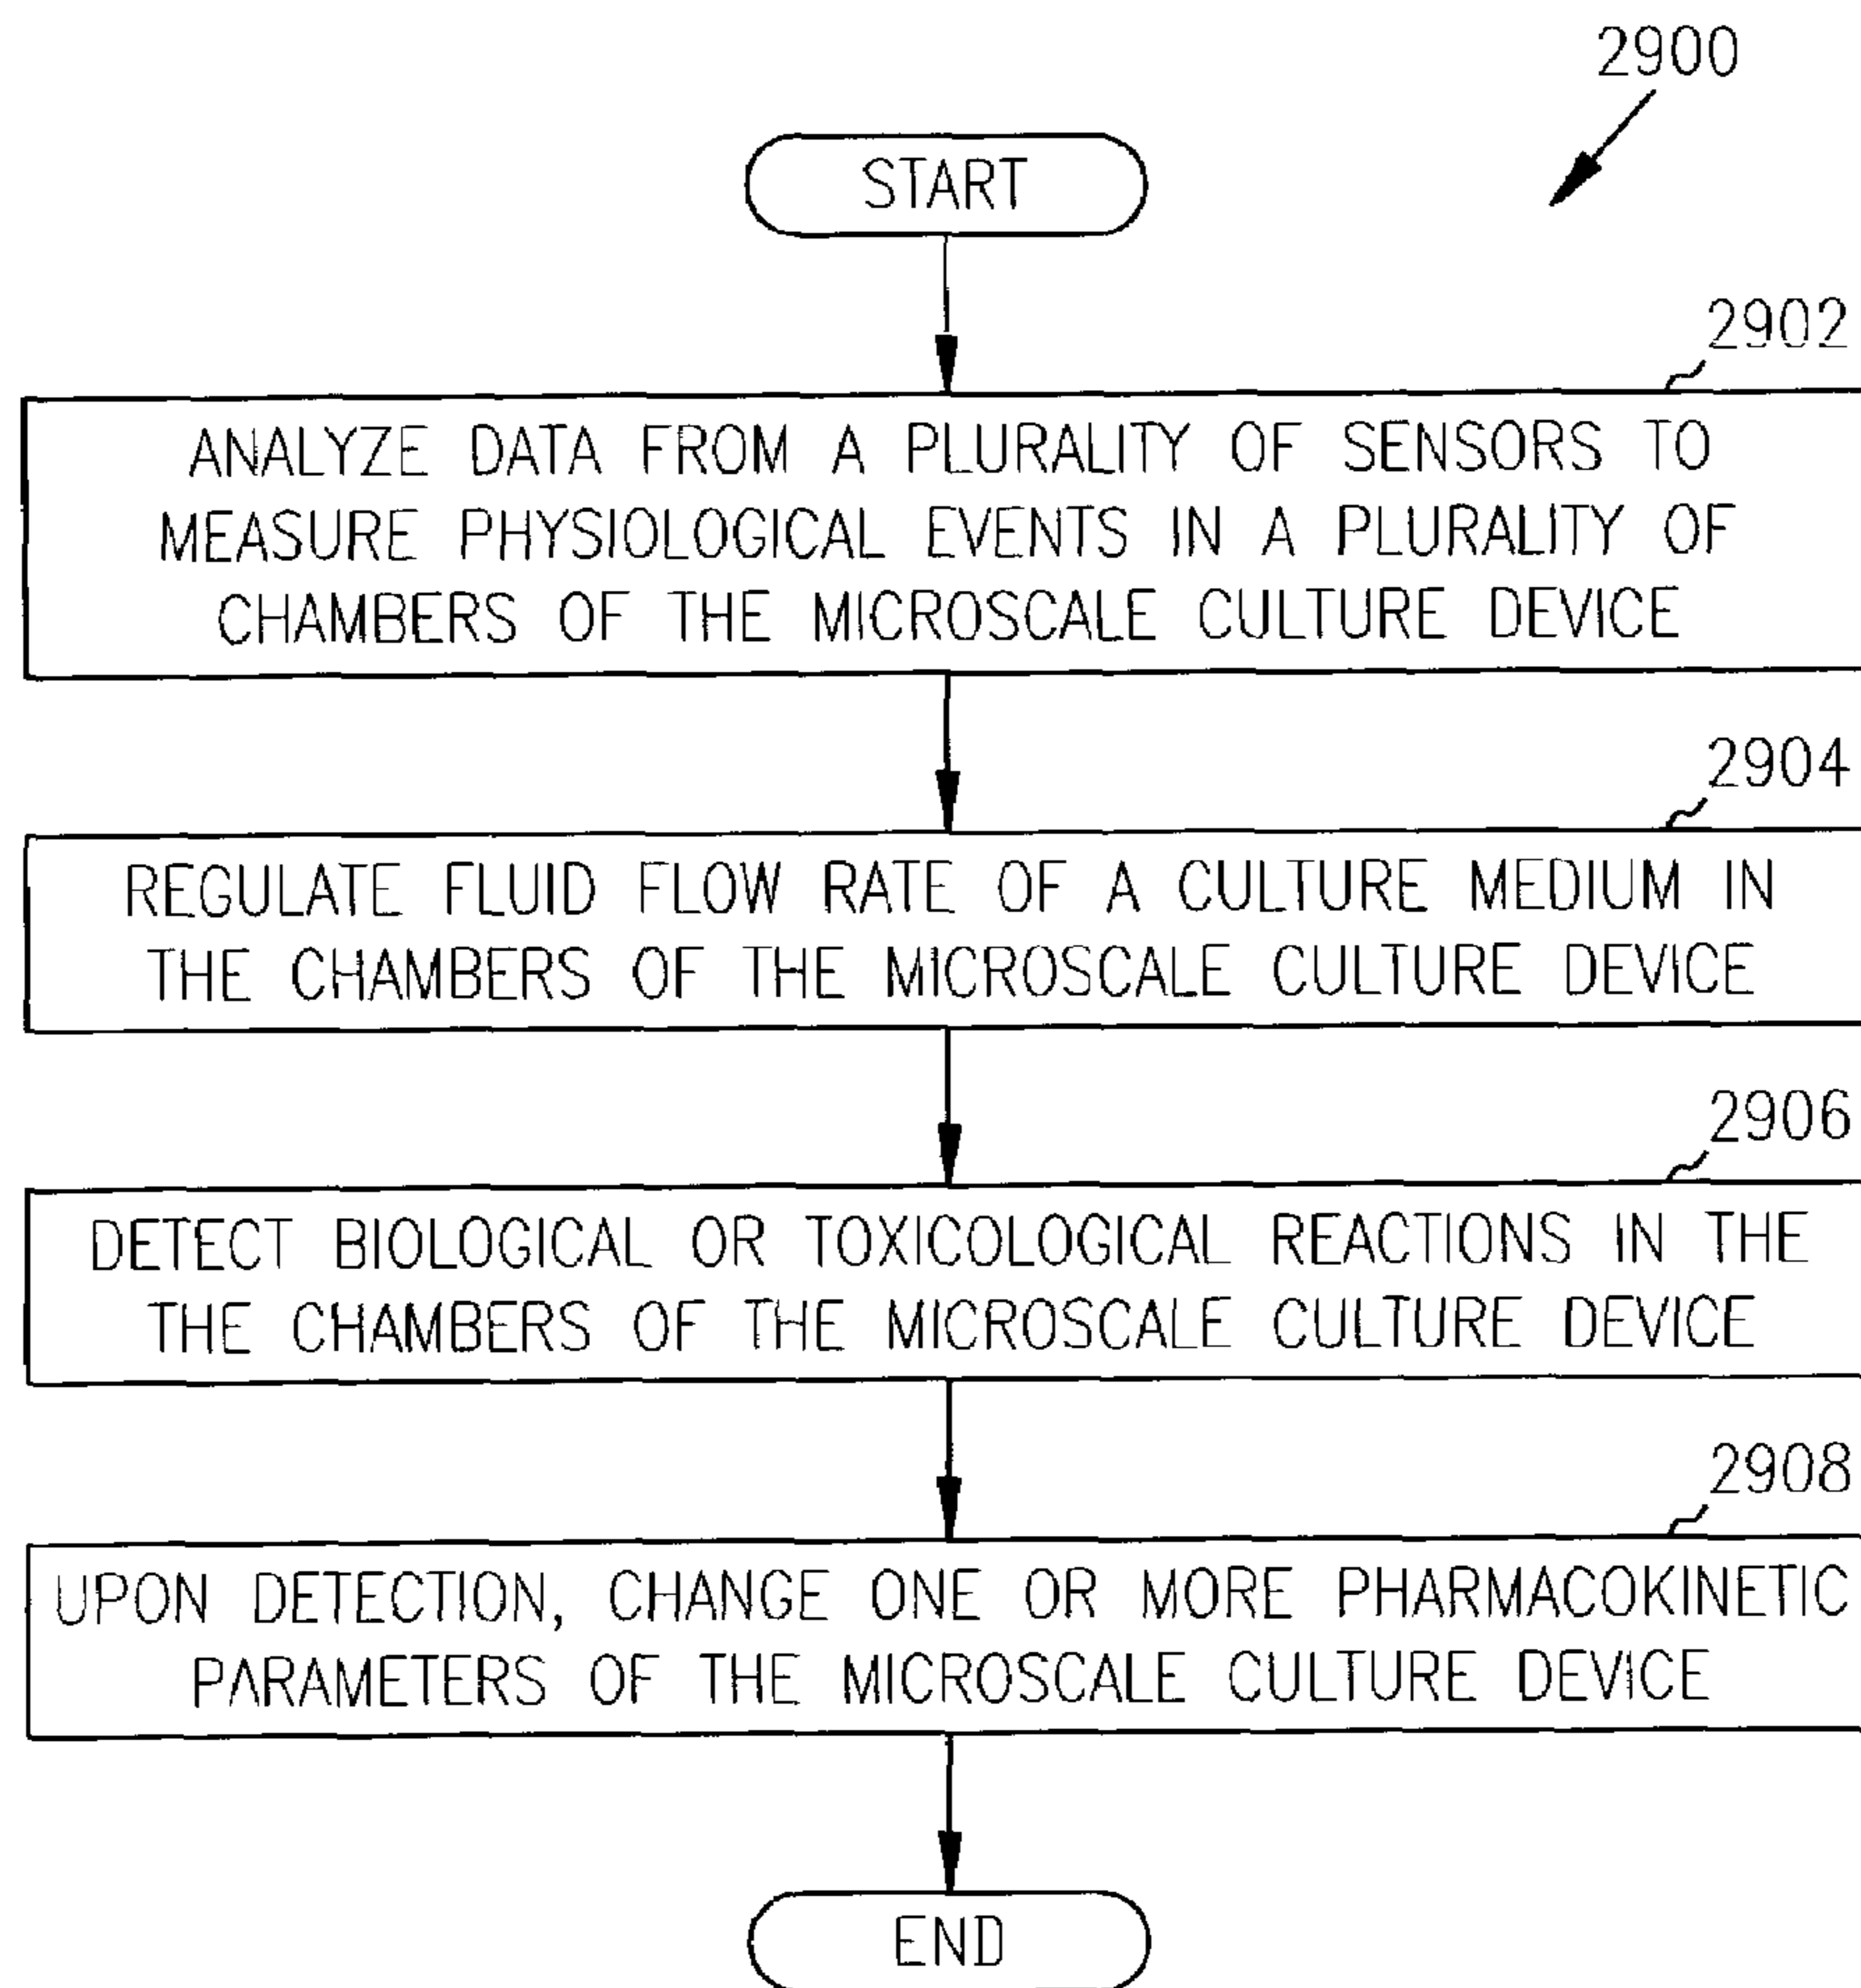 2900
START
2902
ANALYZE DATA FROM A PLURALITY OF SENSORS TO
MEASURE PHYSIOLOGICAL EVENTS IN A PLURALITY OF
CHAMBERS OF THE MICROSCALE CULTURE DEVICE
2904
REGULATE FLUID FLOW RATE OF A CULTURE MEDIUM IN
THE CHAMBERS OF THE MICROSCALE CULTURE DEVICE
2906
DETECT BIOLOGICAL OR TOXICOLOGICAL REACTIONS IN THE
THE CHAMBERS OF THE MICROSCALE CULTURE DEVICE
2908
UPON DETECTION, CHANGE ONE OR MORE PHARMACOKINETIC
PARAMETERS OF THE MICROSCALE CULTURE DEVICE
END